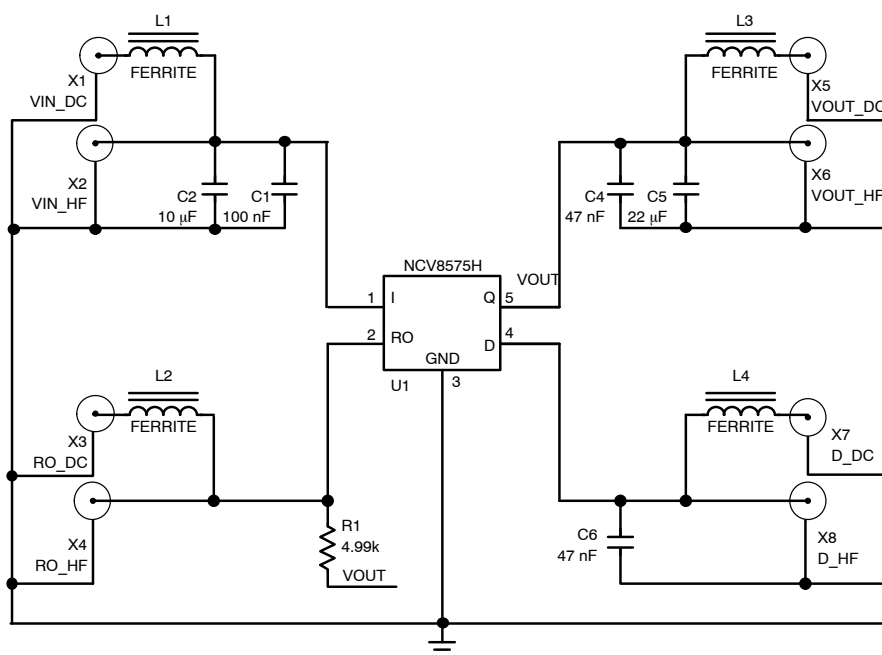 L1
FERRITE
X1
VIN_DC
X2
VIN_HF
C2
10 µF
C1
100 nF
L3
FERRITE
X5
VOUT_DC
X6
VOUT_HF
C4
47 nF
C5
22 µF
NCV8575H
VOUT
1
I
Q
5
2
RO
D
4
GND
U1
3
L2
FERRITE
X3
RO_DC
X4
RO_HF
R1
4.99k
VOUT
L4
FERRITE
X7
D_DC
C6
47 nF
X8
D_HF